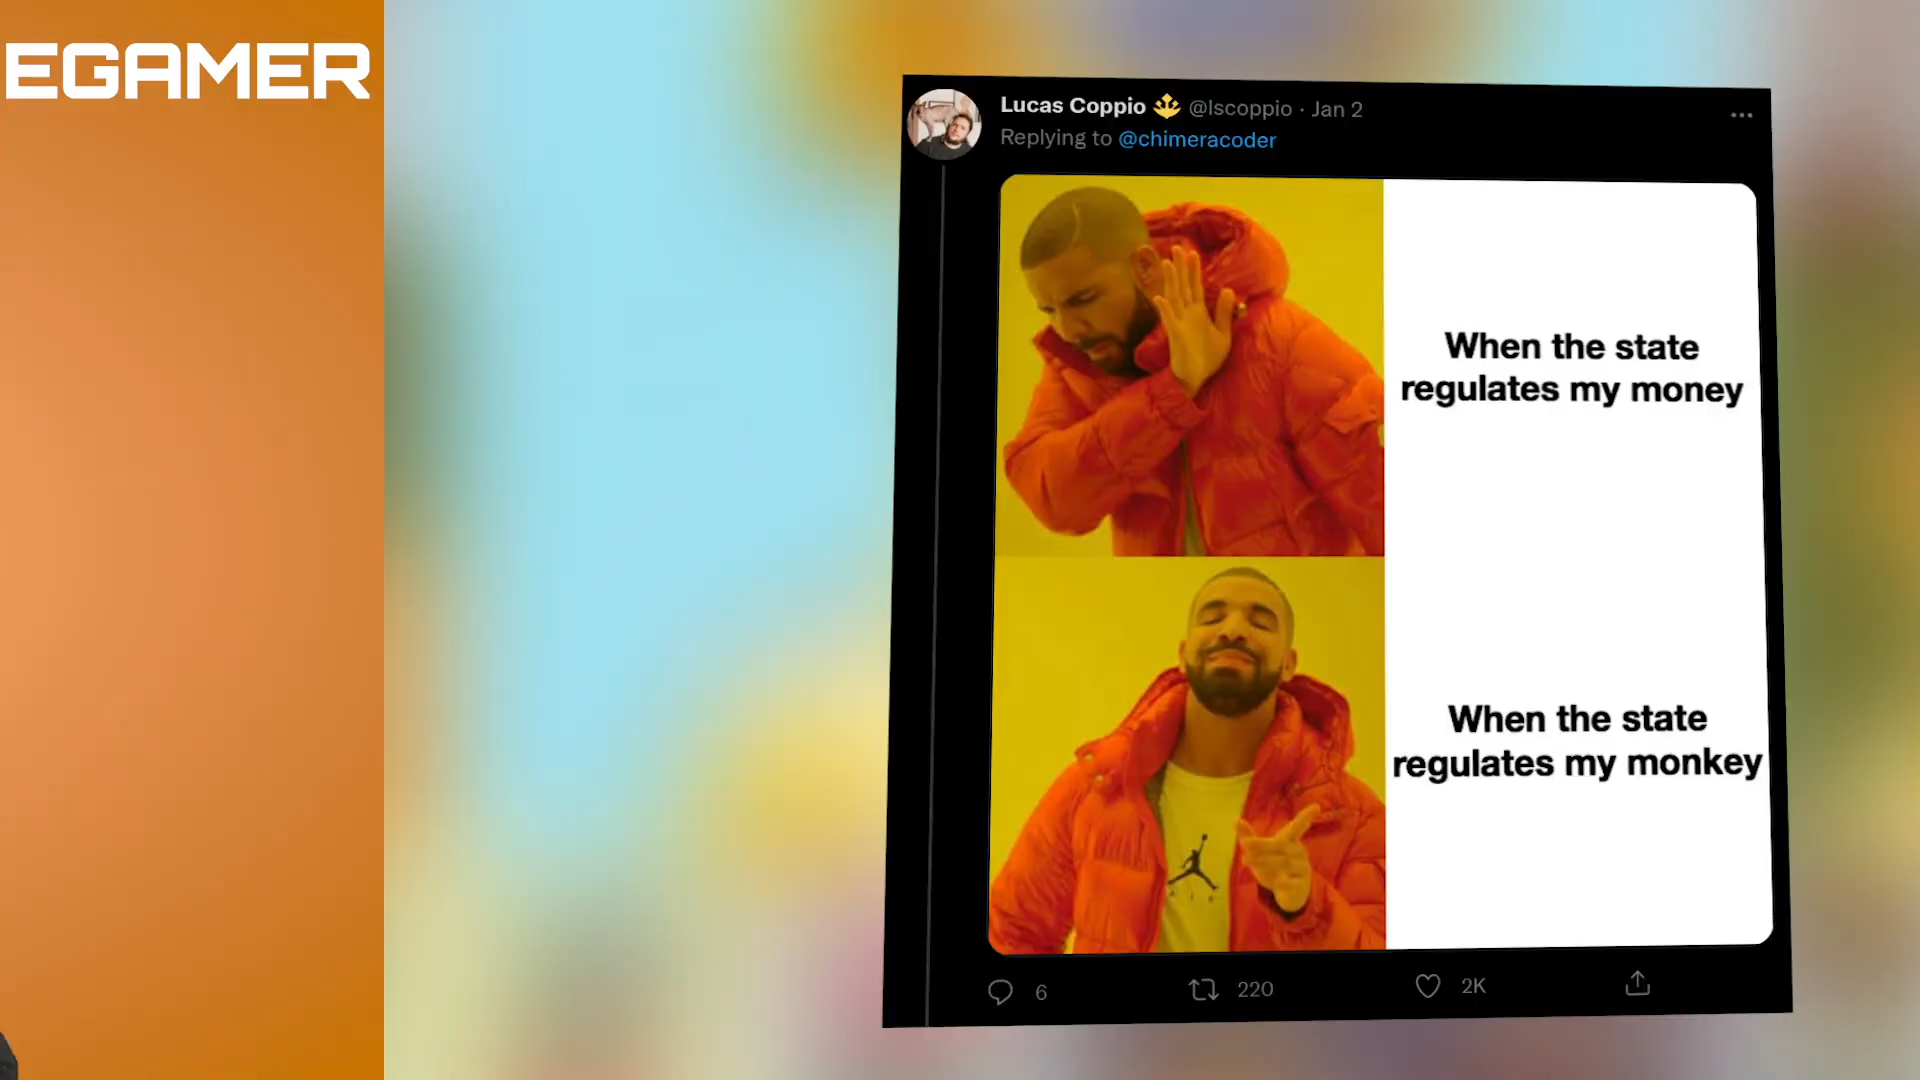 EGAMER
Lucas Coppio @lscoppio · Jan 2
Replying to @chimeracoder
When the state
regulates my money
When the state
regulates my monkey
6 220 2K